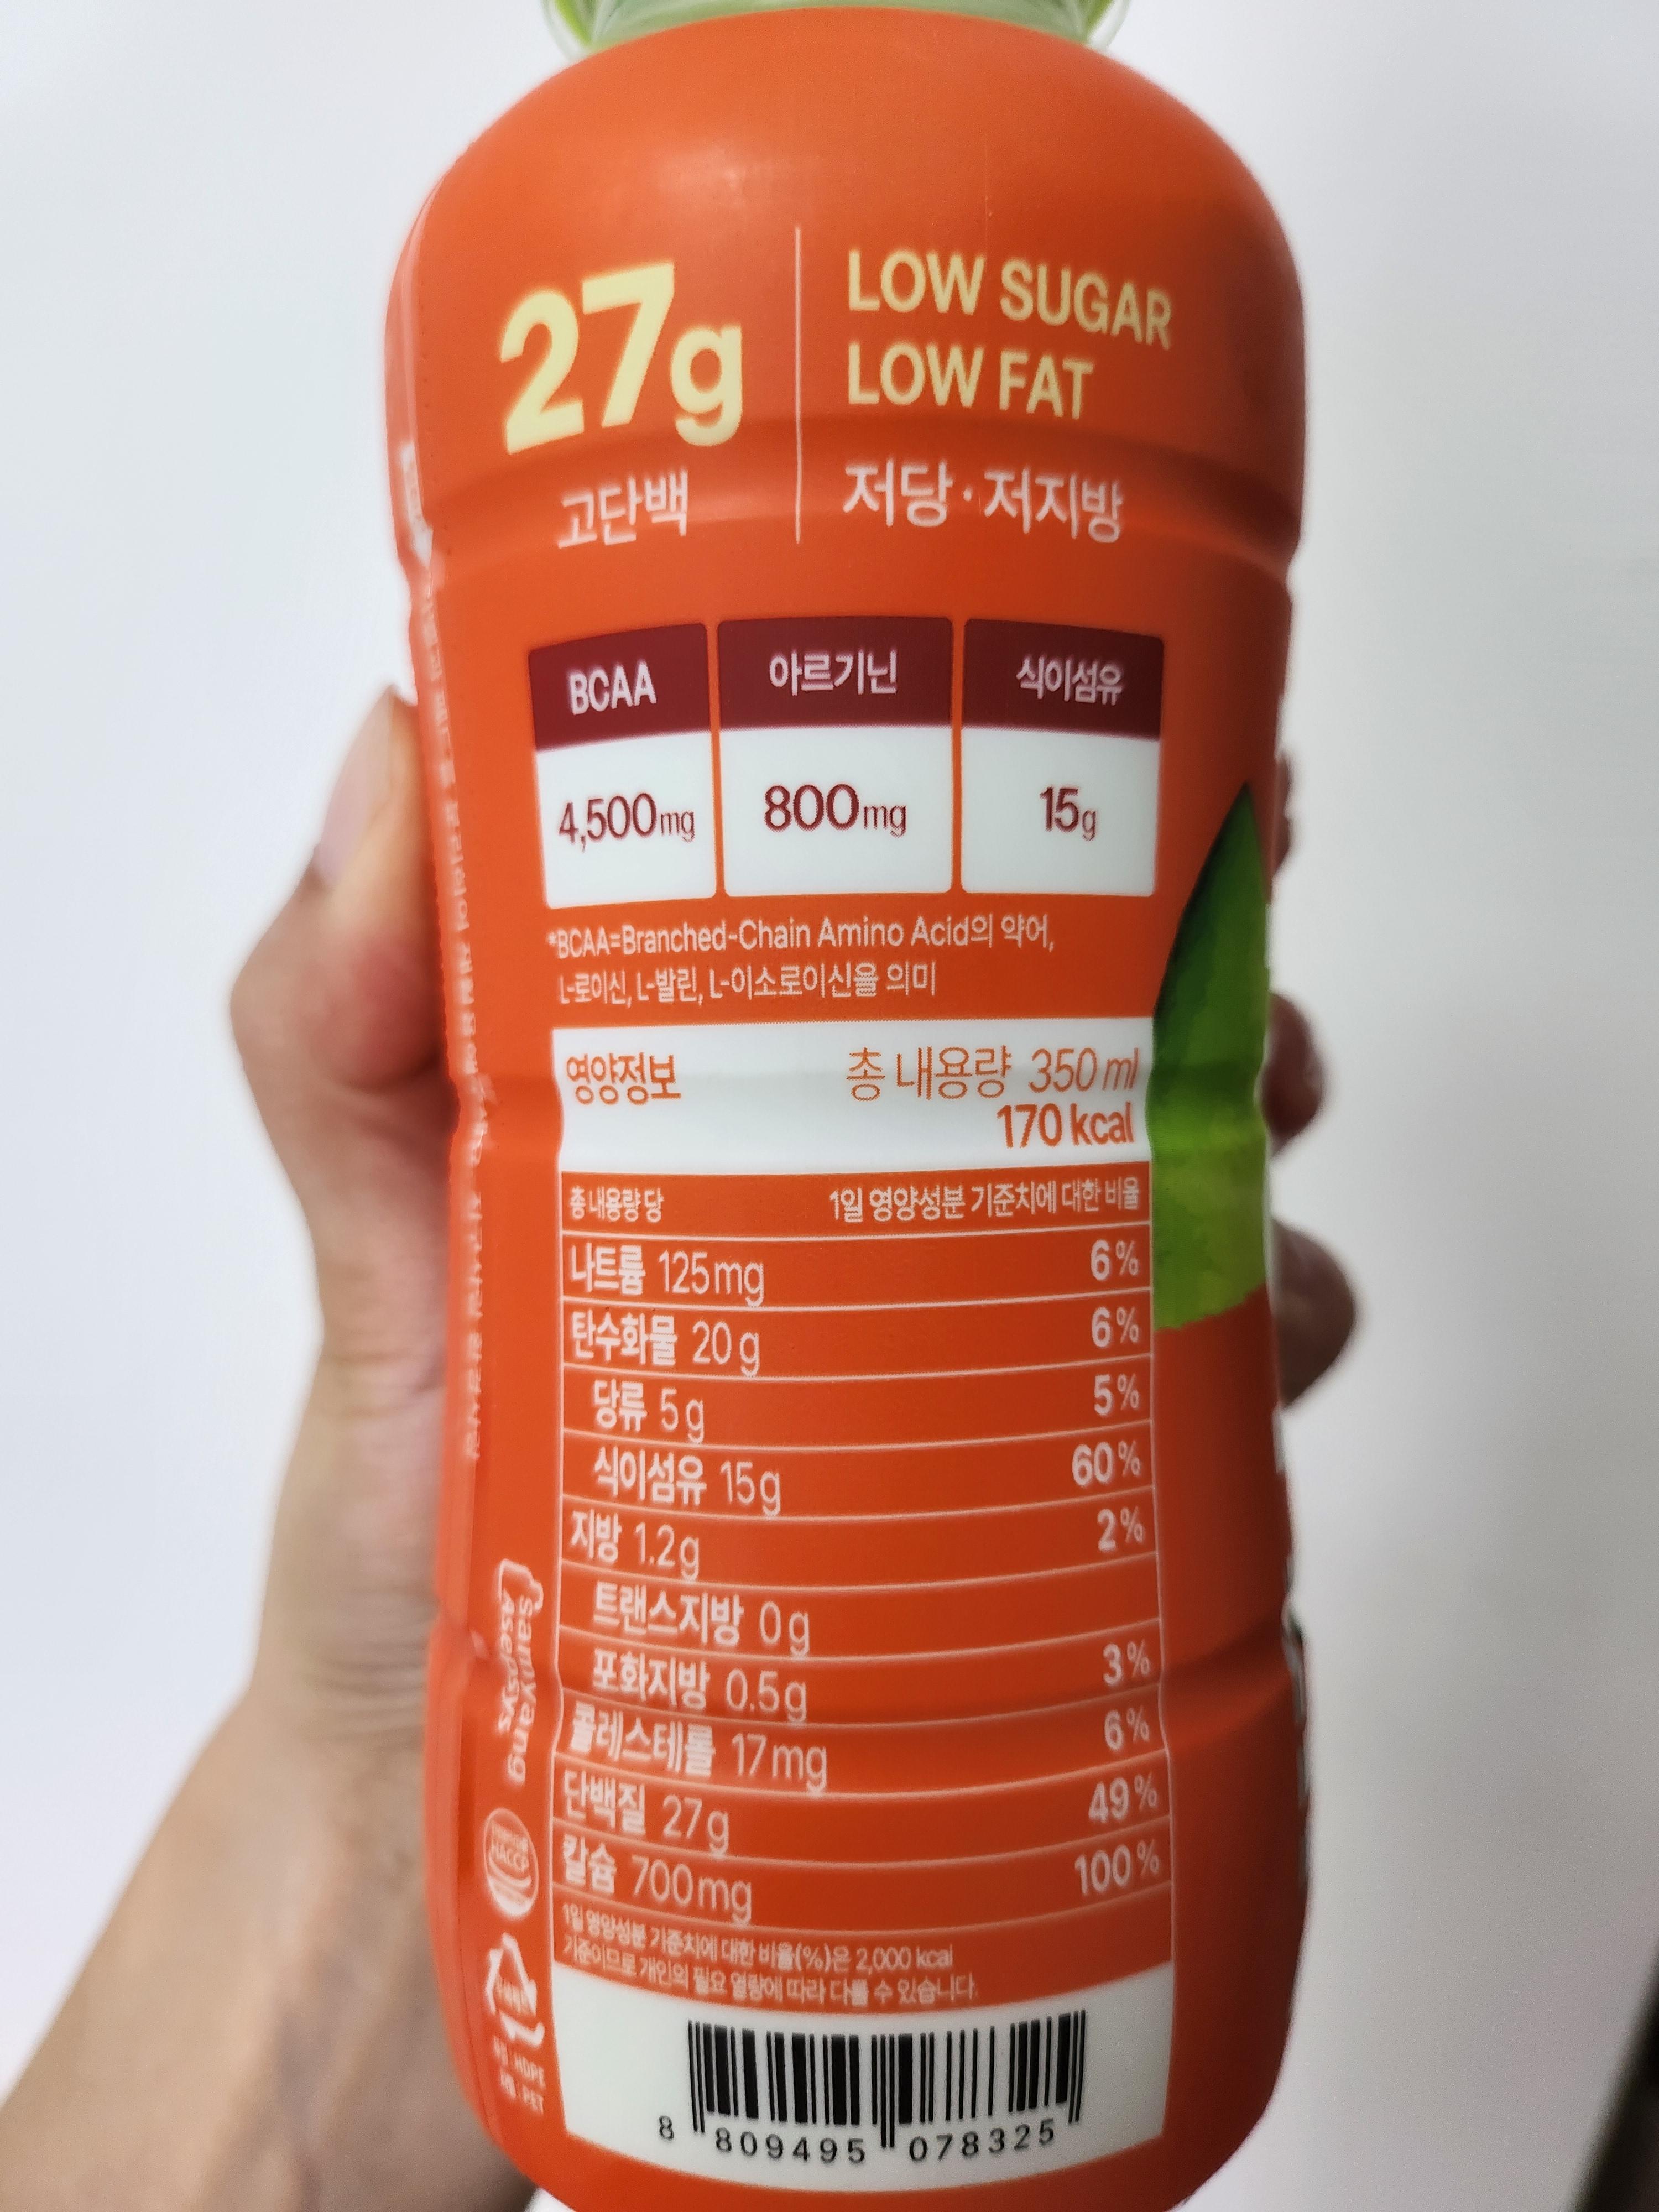 27g
고단백
LOW SUGAR
LOW FAT
저당·저지방
BCAA
4,500mg
아르기닌
800mg
식이섬유
15g
*BCAA=Branched-Chain Amino Acid의 약어,
L-로이신, L-발린, L-이소로이신을 의미
영양정보
총 내용량 350 ml
170 kcal
총 내용량 당 1일 영양성분 기준치에 대한 비율
나트륨 125mg 6%
탄수화물 20g 6%
당류 5g 5%
식이섬유 15g 60%
지방 1.2g 2%
트랜스지방 0g
포화지방 0.5g 3%
콜레스테롤 17mg 6%
단백질 27g 49%
칼슘 700mg 100%
1일 영양성분 기준치에 대한 비율(%)은 2,000 kcal
기준이므로 개인의 필요 열량에 따라 다를 수 있습니다.
8 809495 078325
Samyang
Asepsys
HACCP
HDPE
PET